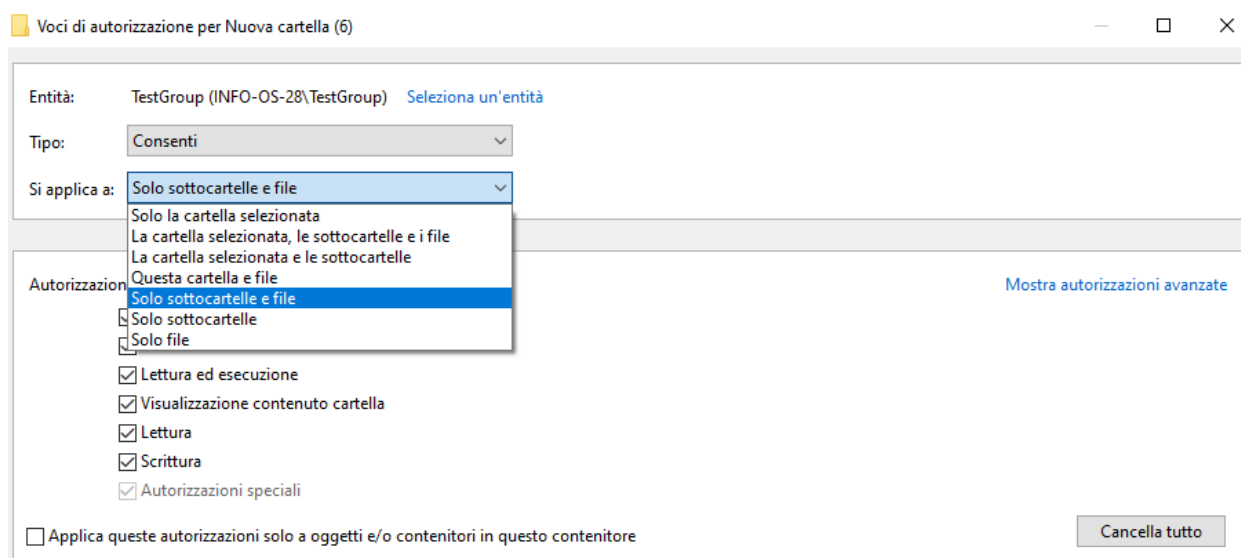 Voci di autorizzazione per Nuova cartella (6)
Entità: TestGroup (INFO-OS-28\TestGroup) Seleziona un'entità
Tipo: Consenti
Si applica a: Solo sottocartelle e file
Solo la cartella selezionata
La cartella selezionata, le sottocartelle e i file
La cartella selezionata e le sottocartelle
Questa cartella e file
Autorizzazion Solo sottocartelle e file Mostra autorizzazioni avanzate
Solo sottocartelle
Solo file
Lettura ed esecuzione
Visualizzazione contenuto cartella
Lettura
Scrittura
Autorizzazioni speciali
Applica queste autorizzazioni solo a oggetti e/o contenitori in questo contenitore Cancella tutto